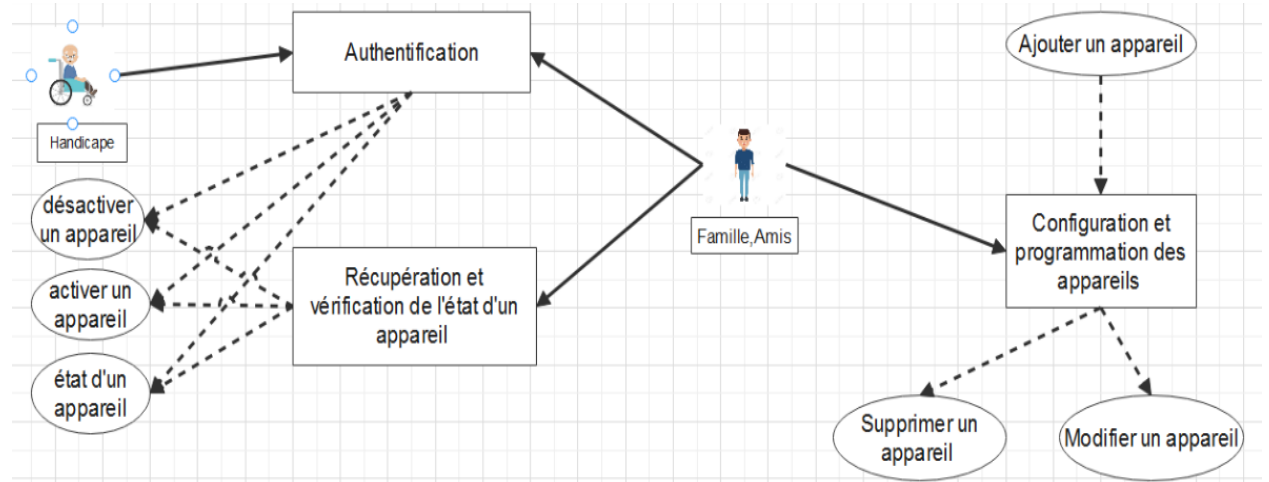 Authentification
Ajouter un appareil
Handicape
désactiver
un appareil
Famille,Amis
Configuration et
programmation des
appareils
Récupération et
vérification de l'état d'un
appareil
activer un
appareil
état d'un
appareil
Supprimer un
appareil
Modifier un appareil